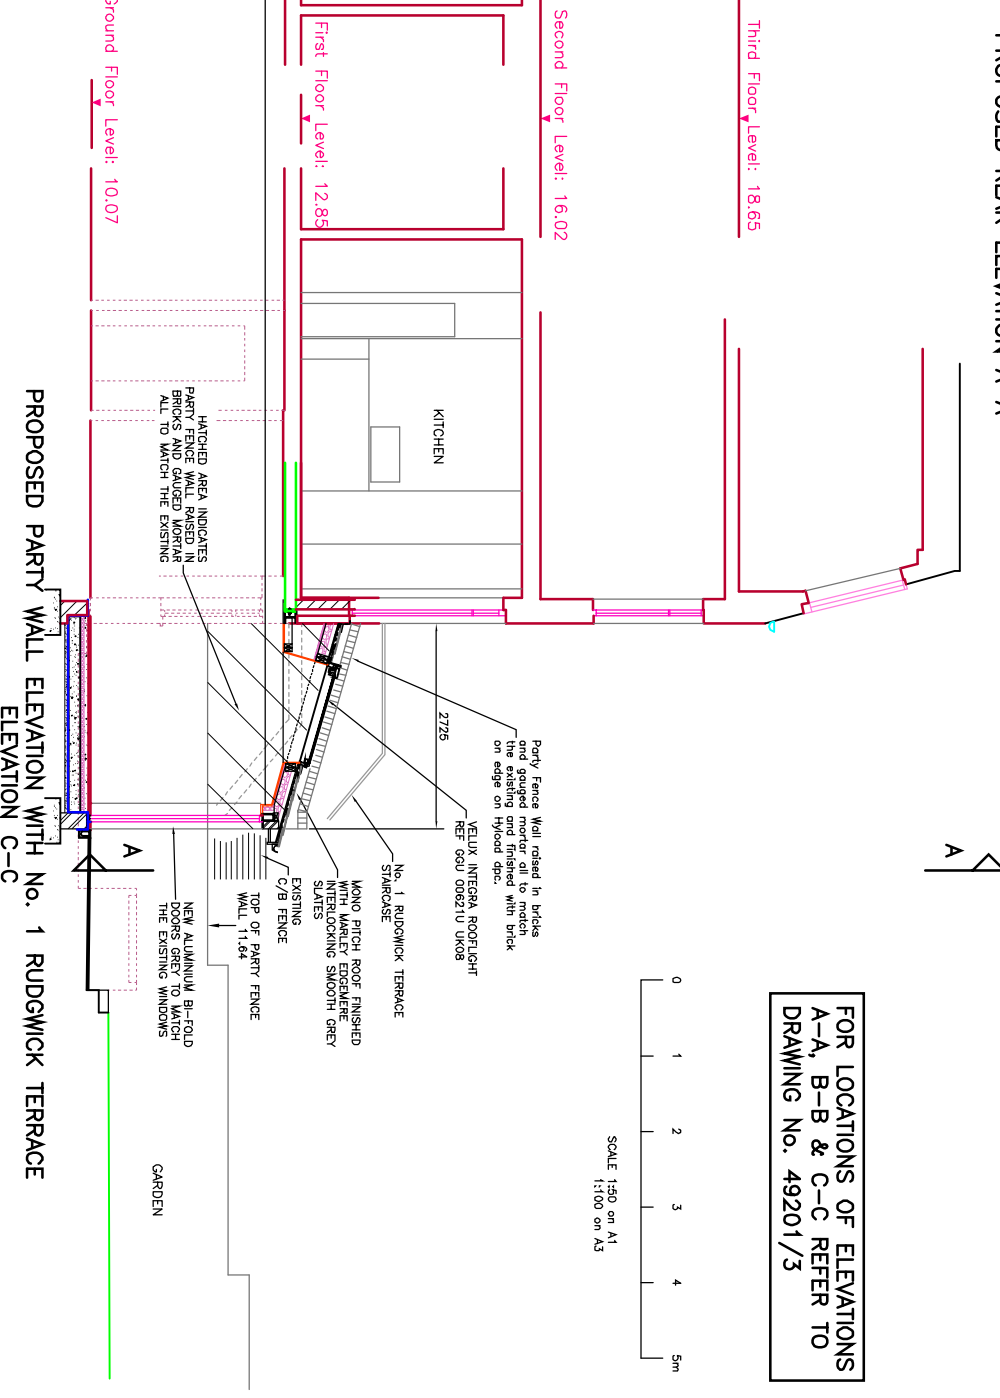 PROPOSED REAR ELEVATION A-A
Third Floor Level: 18.65
Second Floor Level: 16.02
First Floor Level: 12.85
Ground Floor Level: 10.07
KITCHEN
HATCHED AREA INDICATES
PARTY FENCE WALL RAISED IN
BRICKS AND GAUGED MORTAR
ALL TO MATCH THE EXISTING
2725
Party Fence Wall raised in bricks
and gauged mortar all to match
the existing and finished with brick
on edge on Hyload dpc.
VELUX INTEGRA ROOFLIGHT
REF GGU 006210 UK08
No. 1 RUDGWICK TERRACE
STAIRCASE
MONO PITCH ROOF FINISHED
WITH MARLEY EDGEMERE
INTERLOCKING SMOOTH GREY
SLATES
EXISTING
C/B FENCE
TOP OF PARTY FENCE
WALL 11.64
NEW ALUMINIUM BI-FOLD
DOORS GREY TO MATCH
THE EXISTING WINDOWS
A
A
GARDEN
0 1 2 3 4 5m
SCALE 1:50 on A1
1:100 on A3
FOR LOCATIONS OF ELEVATIONS
A-A, B-B & C-C REFER TO
DRAWING No. 49201/3
PROPOSED PARTY WALL ELEVATION WITH No. 1 RUDGWICK TERRACE
ELEVATION C-C